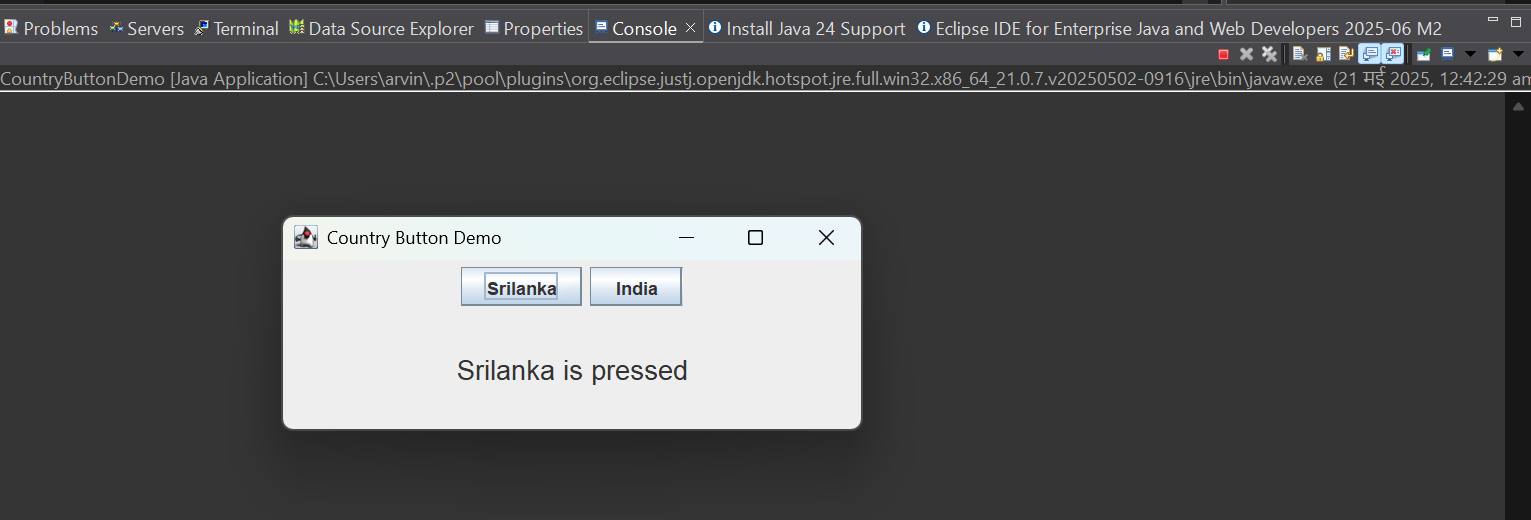 Problems Servers Terminal Data Source Explorer Properties Console Install Java 24 Support Eclipse IDE for Enterprise Java and Web Developers 2025-06 M2
CountryButtonDemo [Java Application] C:\Users\arvin\.p2\pool\plugins\org.eclipse.justj.openjdk.hotspot.jre.full.win32.x86_64_21.0.7.v20250502-0916\jre\bin\javaw.exe (21 मई 2025, 12:42:29 am
Country Button Demo
Srilanka India
Srilanka is pressed